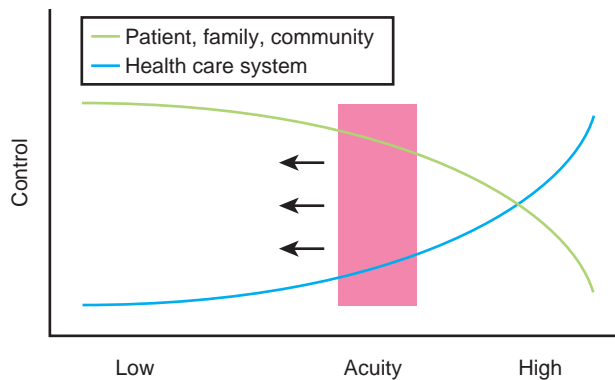 Patient, family, community
Health care system
Control
Low Acuity High